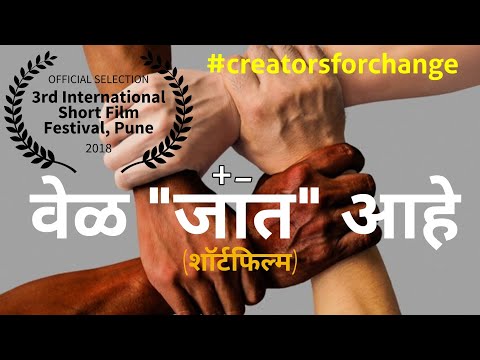 #creatorsforchange
OFFICIAL SELECTION
3rd International
Short Film
Festival, Pune
2018
+-
वेळ "जात" आहे
(शॉर्टफिल्म)